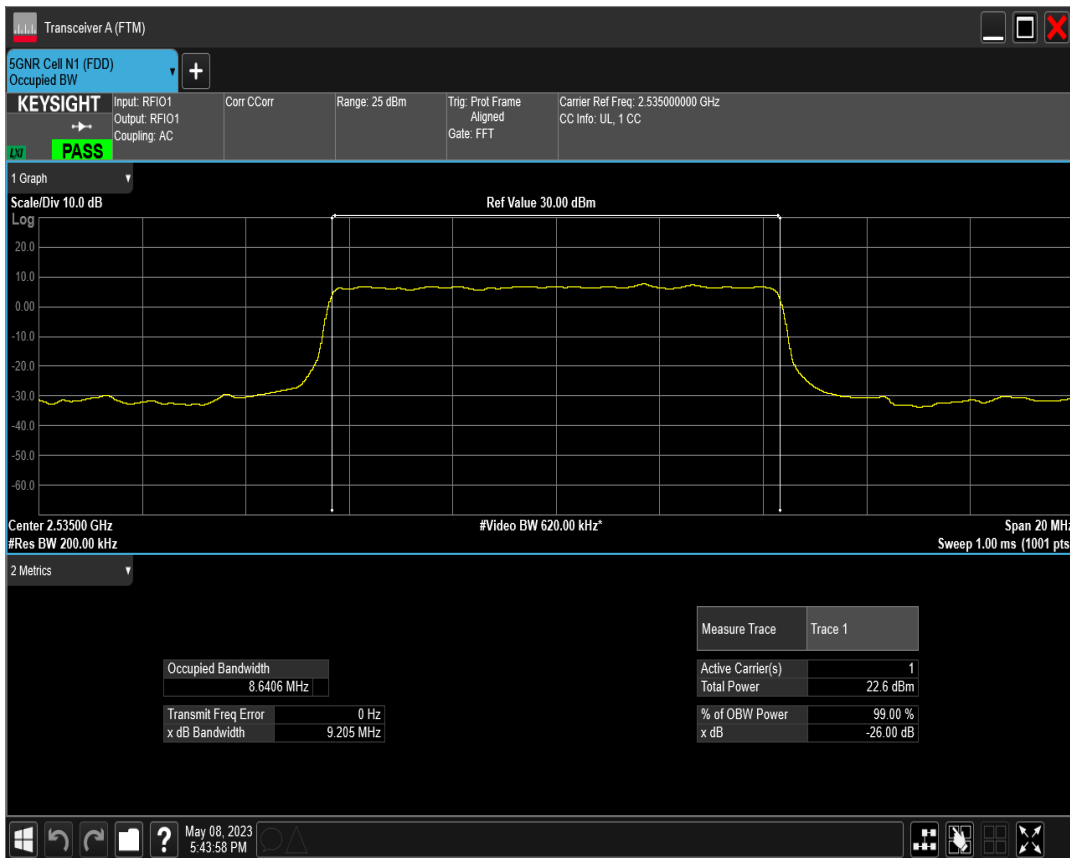 Transceiver A (FTM)
5GNR Cell N1 (FDD)
Occupied BW
+
KEYSIGHT
LXI
PASS
Input: RFIO1
Output: RFIO1
Coupling: AC
Corr CCorr
Range: 25 dBm
Trig: Prot Frame
Aligned
Gate: FFT
Carrier Ref Freq: 2.535000000 GHz
CC Info: UL, 1 CC
1 Graph
Scale/Div 10.0 dB
Ref Value 30.00 dBm
Log
20.0
10.0
0.00
-10.0
-20.0
-30.0
-40.0
-50.0
-60.0
Center 2.53500 GHz
#Video BW 620.00 kHz*
Span 20 MHz
#Res BW 200.00 kHz
Sweep 1.00 ms (1001 pts
2 Metrics
Measure Trace Trace 1
Occupied Bandwidth
8.6406 MHz
Active Carrier(s) 1
Total Power 22.6 dBm
Transmit Freq Error 0 Hz
x dB Bandwidth 9.205 MHz
% of OBW Power 99.00 %
x dB -26.00 dB
?
May 08, 2023
5:43:58 PM